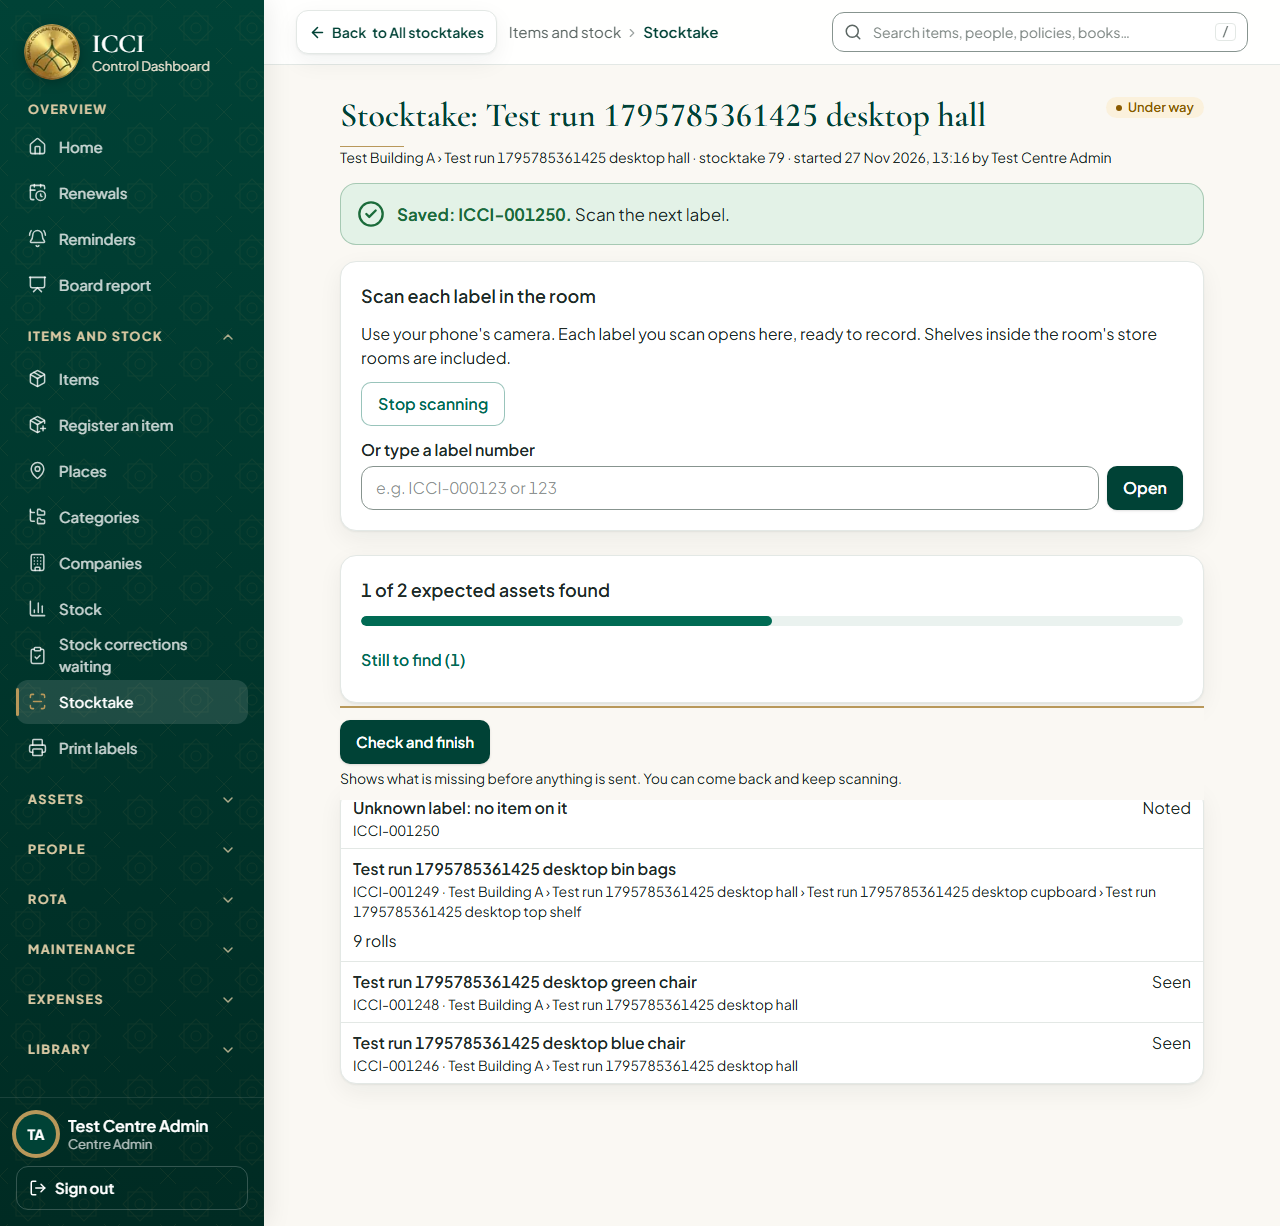 ICCI
Control Dashboard
OVERVIEW
Home
Renewals
Reminders
Board report
ITEMS AND STOCK
Items
Register an item
Places
Categories
Companies
Stock
Stock corrections
waiting
Stocktake
Print labels
ASSETS
PEOPLE
ROTA
MAINTENANCE
EXPENSES
LIBRARY
TA
Test Centre Admin
Centre Admin
Sign out
Back to All stocktakes
Items and stock › Stocktake
Search items, people, policies, books… /
Stocktake: Test run 1795785361425 desktop hall
Under way
Test Building A › Test run 1795785361425 desktop hall · stocktake 79 · started 27 Nov 2026, 13:16 by Test Centre Admin
Saved: ICCI-001250. Scan the next label.
Scan each label in the room
Use your phone's camera. Each label you scan opens here, ready to record. Shelves inside the room's store
rooms are included.
Stop scanning
Or type a label number
e.g. ICCI-000123 or 123
Open
1 of 2 expected assets found
Still to find (1)
Check and finish
Shows what is missing before anything is sent. You can come back and keep scanning.
Unknown label: no item on it Noted
ICCI-001250
Test run 1795785361425 desktop bin bags
ICCI-001249 · Test Building A › Test run 1795785361425 desktop hall › Test run 1795785361425 desktop cupboard › Test run
1795785361425 desktop top shelf
9 rolls
Test run 1795785361425 desktop green chair Seen
ICCI-001248 · Test Building A › Test run 1795785361425 desktop hall
Test run 1795785361425 desktop blue chair Seen
ICCI-001246 · Test Building A › Test run 1795785361425 desktop hall